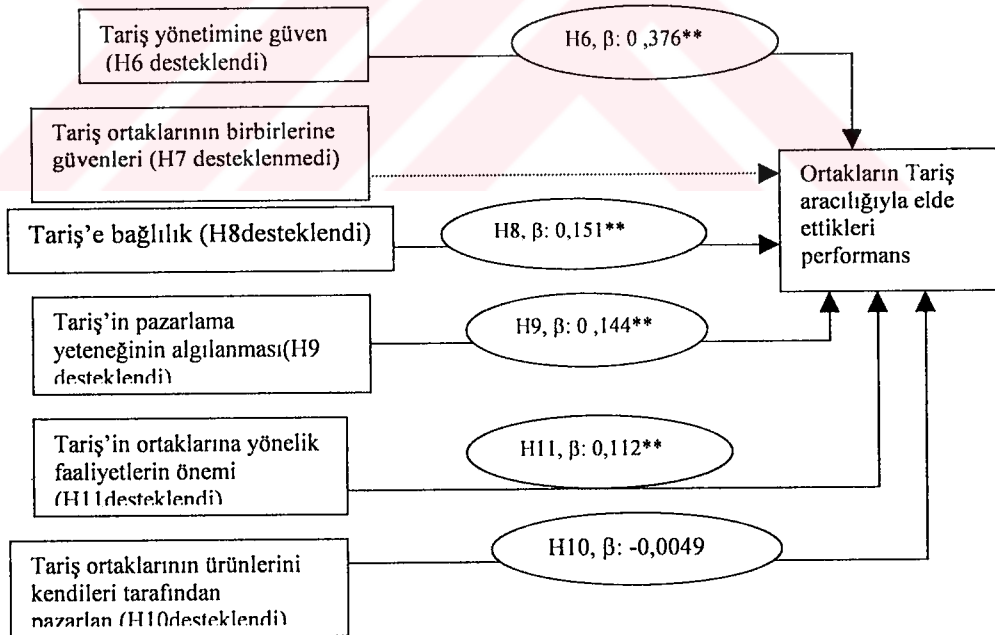 Tariş yönetimine güven
(H6 desteklendi)
H6, β: 0 ,376**
Tariş ortaklarının birbirlerine
güvenleri (H7 desteklenmedi)
Ortakların Tariş
aracılığıyla elde
ettikleri
performans
Tariş’e bağlılık (H8desteklendi)
H8, β: 0,151**
Tariş’in pazarlama
yeteneğinin algılanması(H9
desteklendi)
H9, β: 0 ,144**
Tariş’in ortaklarına yönelik
faaliyetlerin önemi
(H11desteklendi)
H11, β: 0,112**
Tariş ortaklarının ürünlerini
kendileri tarafından
pazarlan (H10desteklendi)
H10, β: -0,0049